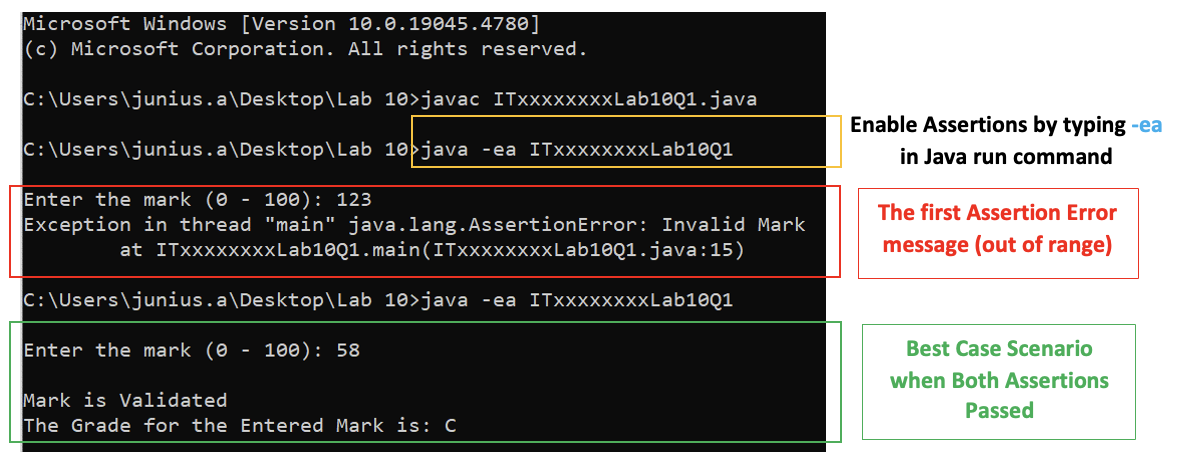 Microsoft Windows [Version 10.0.19045.4780]
(c) Microsoft Corporation. All rights reserved.
C:\Users\junius.a\Desktop\Lab 10>javac ITxxxxxxxxLab10Q1.java
C:\Users\junius.a\Desktop\Lab 10>java -ea ITxxxxxxxxLab10Q1
Enable Assertions by typing -ea
in Java run command
Enter the mark (0 - 100): 123
Exception in thread "main" java.lang.AssertionError: Invalid Mark
at ITxxxxxxxxLab10Q1.main(ITxxxxxxxxLab10Q1.java:15)
The first Assertion Error
message (out of range)
C:\Users\junius.a\Desktop\Lab 10>java -ea ITxxxxxxxxLab10Q1
Enter the mark (0 - 100): 58
Mark is Validated
The Grade for the Entered Mark is: C
Best Case Scenario
when Both Assertions
Passed